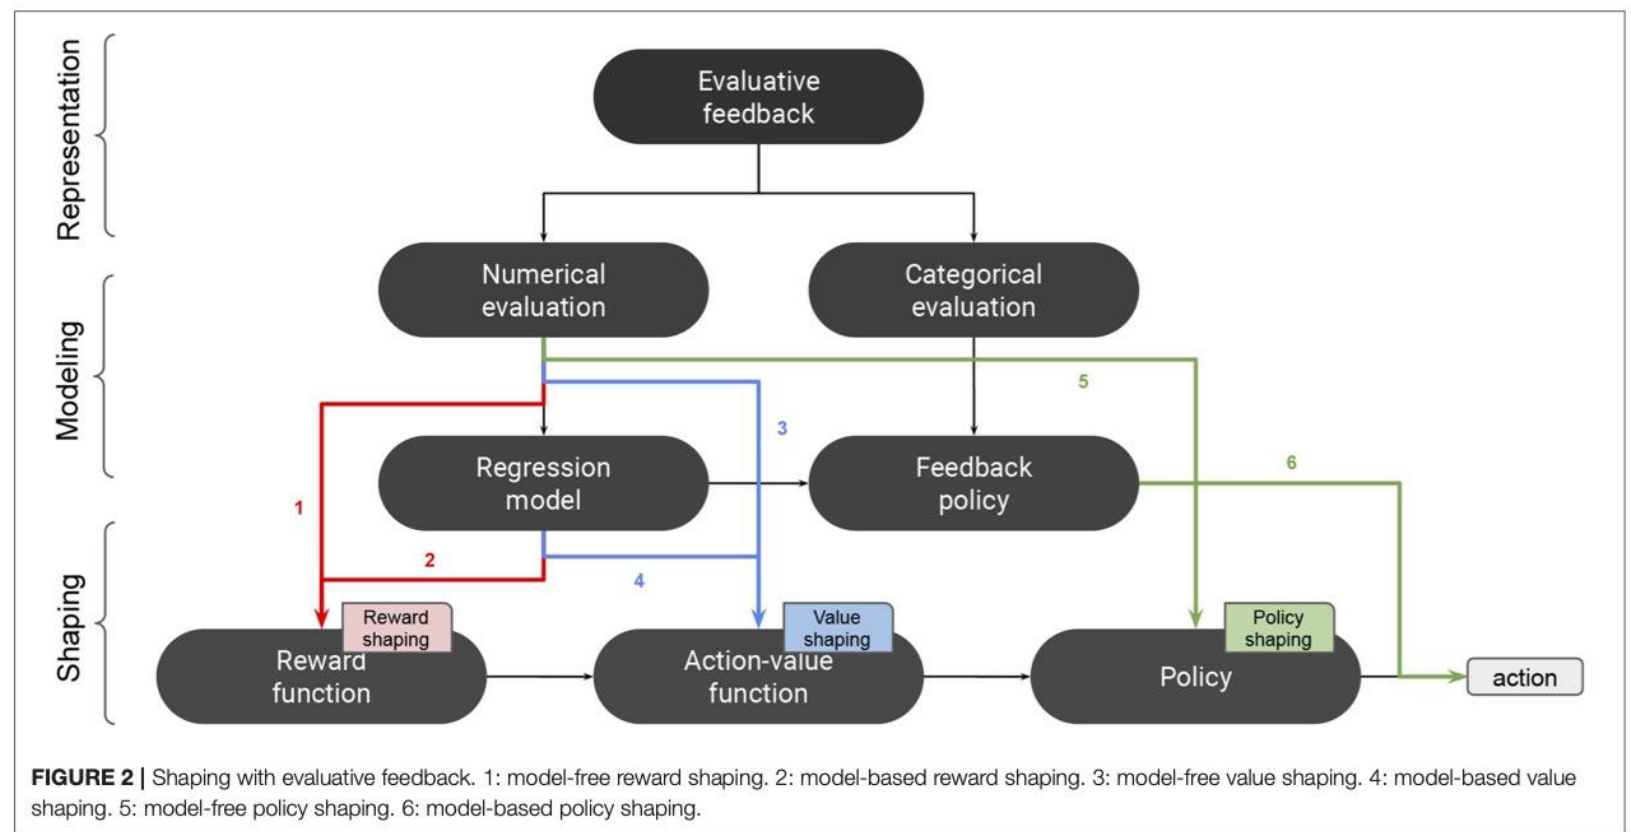 Representation
Evaluative
feedback
Numerical
evaluation
Categorical
evaluation
Modeling
5
3
Regression
model
Feedback
policy
6
1
2
4
Shaping
Reward
shaping
Value
shaping
Policy
shaping
Reward
function
Action-value
function
Policy
action
FIGURE 2 | Shaping with evaluative feedback. 1: model-free reward shaping. 2: model-based reward shaping. 3: model-free value shaping. 4: model-based value
shaping. 5: model-free policy shaping. 6: model-based policy shaping.